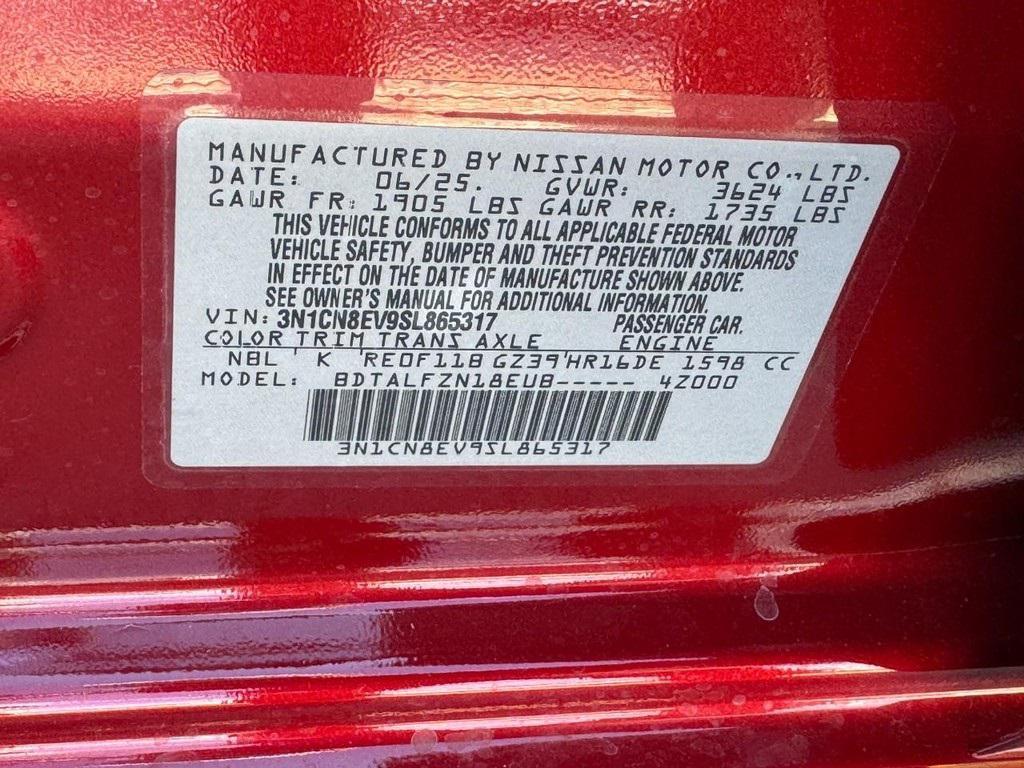 MANUFACTURED BY NISSAN MOTOR CO., LTD.
DATE: 06/25. GVWR: 3624 LBS
GAWR FR: 1905 LBS GAWR RR: 1735 LBS
THIS VEHICLE CONFORMS TO ALL APPLICABLE FEDERAL MOTOR
VEHICLE SAFETY, BUMPER AND THEFT PREVENTION STANDARDS
IN EFFECT ON THE DATE OF MANUFACTURE SHOWN ABOVE.
SEE OWNER'S MANUAL FOR ADDITIONAL INFORMATION.
VIN: 3N1CN8EV9SL865317 PASSENGER CAR.
COLOR TRIM TRANS AXLE ENGINE
NBL K RE0F11B GZ39 HR16DE 1598 CC
MODEL: BDTALFZN18EUB----- 4Z000
3N1CN8EV9SL865317